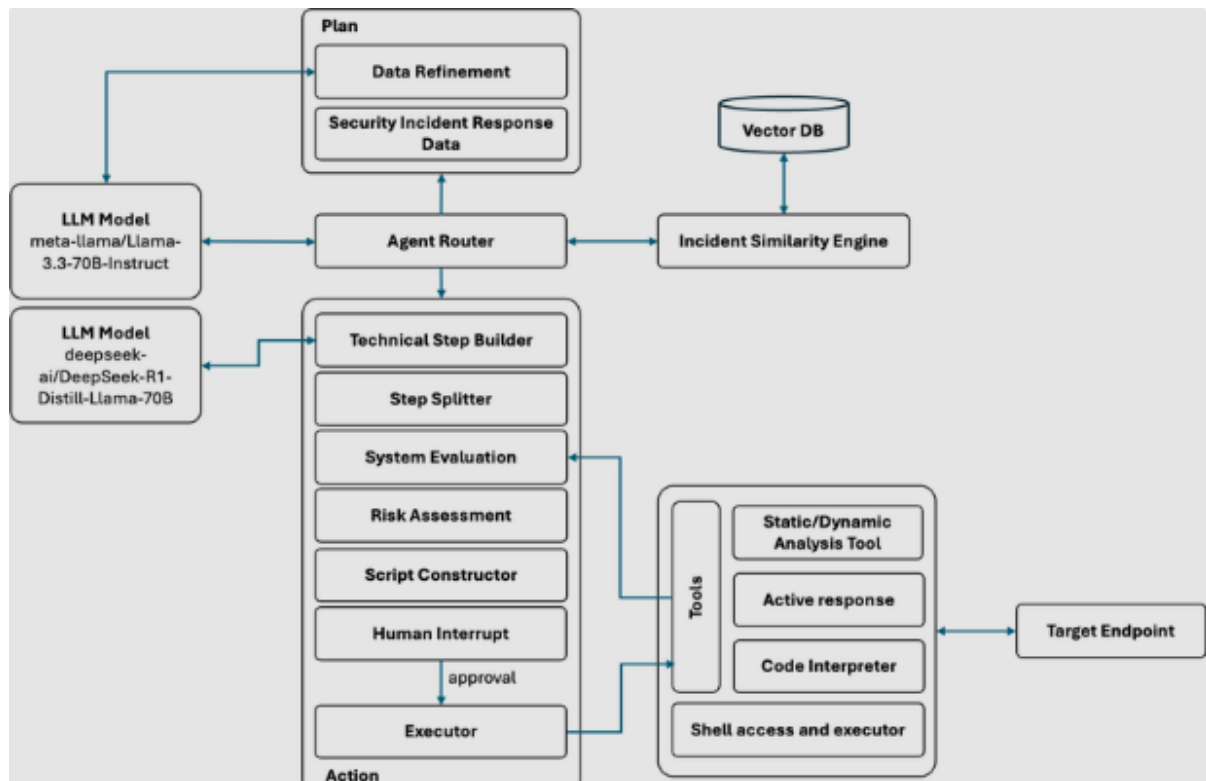 Plan
Data Refinement
Security Incident Response
Data
Vector DB
LLM Model
meta-llama/Llama-
3.3-70B-Instruct
Agent Router
Incident Similarity Engine
LLM Model
deepseek-
ai/DeepSeek-R1-
Distill-Llama-70B
Technical Step Builder
Step Splitter
System Evaluation
Risk Assessment
Script Constructor
Human Interrupt
approval
Executor
Action
Tools
Static/Dynamic
Analysis Tool
Active response
Code Interpreter
Shell access and executor
Target Endpoint